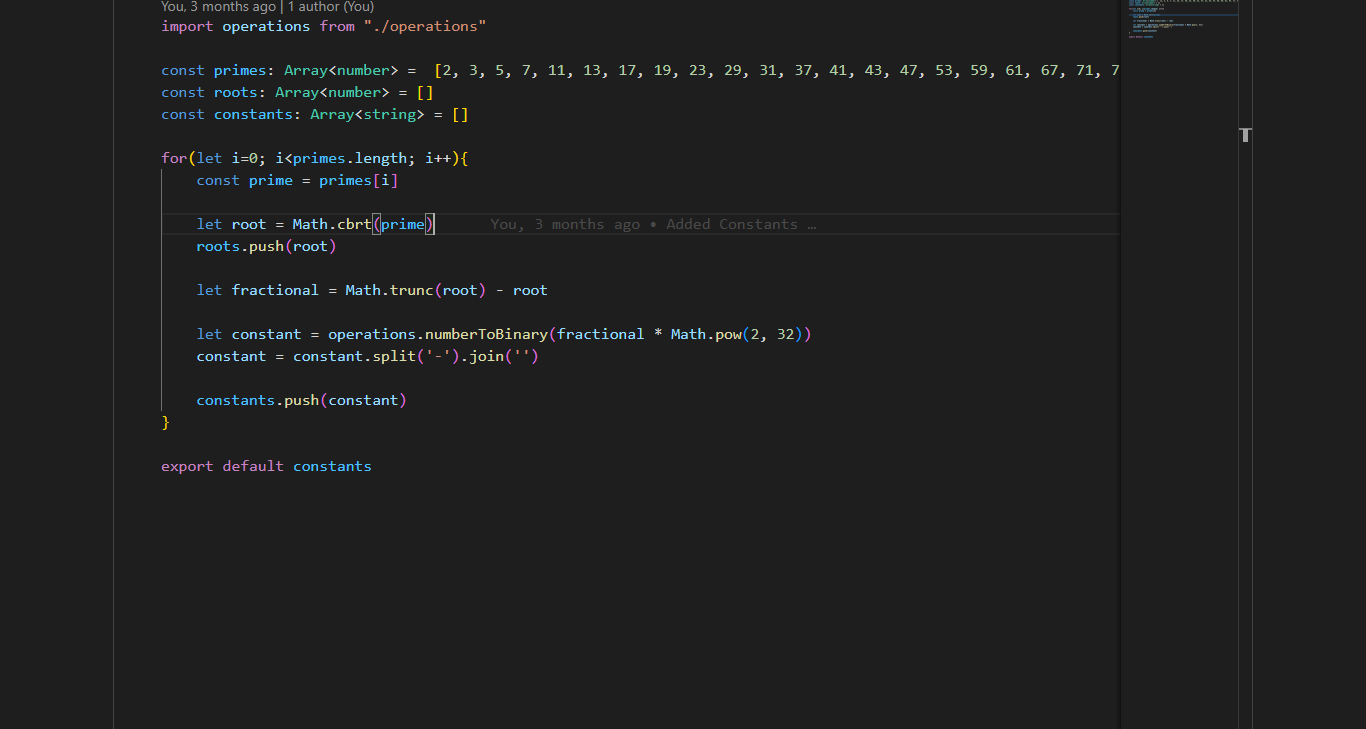 You, 3 months ago | 1 author (You)
import operations from "./operations"
const primes: Array<number> =  [2, 3, 5, 7, 11, 13, 17, 19, 23, 29, 31, 37, 41, 43, 47, 53, 59, 61, 67, 71, 7
const roots: Array<number> = []
const constants: Array<string> = []
for(let i=0; i<primes.length; i++){
const prime = primes[i]
let root = Math.cbrt(prime) You, 3 months ago • Added Constants …
roots.push(root)
let fractional = Math.trunc(root) - root
let constant = operations.numberToBinary(fractional * Math.pow(2, 32))
constant = constant.split('-').join('')
constants.push(constant)
}
export default constants